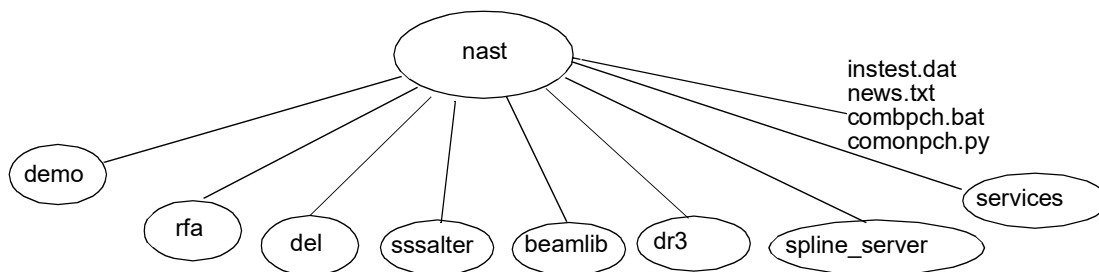 nast
instest.dat
news.txt
combpch.bat
comonpch.py
demo
services
rfa
del
sssalter
beamlib
dr3
spline_server